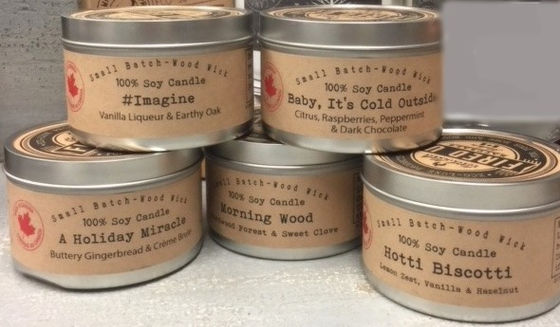 Small Batch-Wood Wick
100% Soy Candle
#Imagine
Vanilla Liqueur & Earthy Oak
Small Batch-Wood Wick
100% Soy Candle
Baby, It's Cold Outside
Citrus, Raspberries, Peppermint
& Dark Chocolate
Small Batch-Wood Wick
100% Soy Candle
A Holiday Miracle
Buttery Gingerbread & Crème Brule
Small Batch-Wood Wick
100% Soy Candle
Morning Wood
Forest & Sweet Clove
Small Batch-Wood Wick
100% Soy Candle
Hotti Biscotti
Lemon Zest, Vanilla & Hazelnut